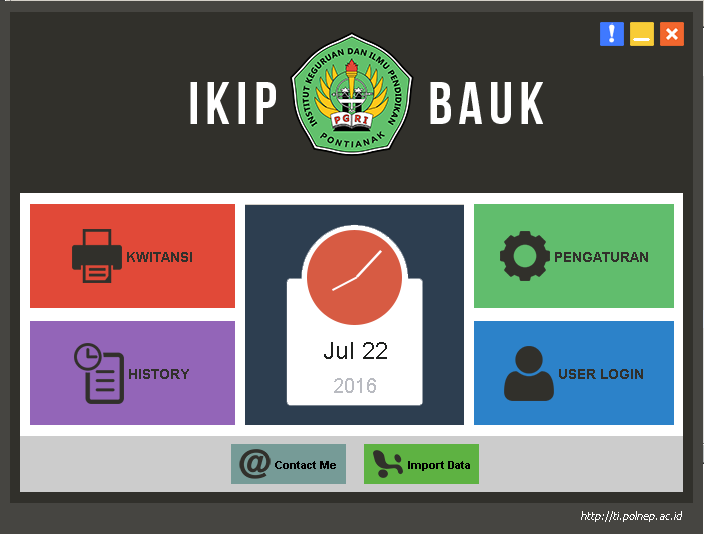 !
IKIP
INSTITUT KEGURUAN DAN ILMU PENDIDIKAN
PGRI
PONTIANAK
BAUK
KWITANSI
PENGATURAN
Jul 22
2016
HISTORY
USER LOGIN
@ Contact Me
Import Data
http://ti.polnep.ac.id